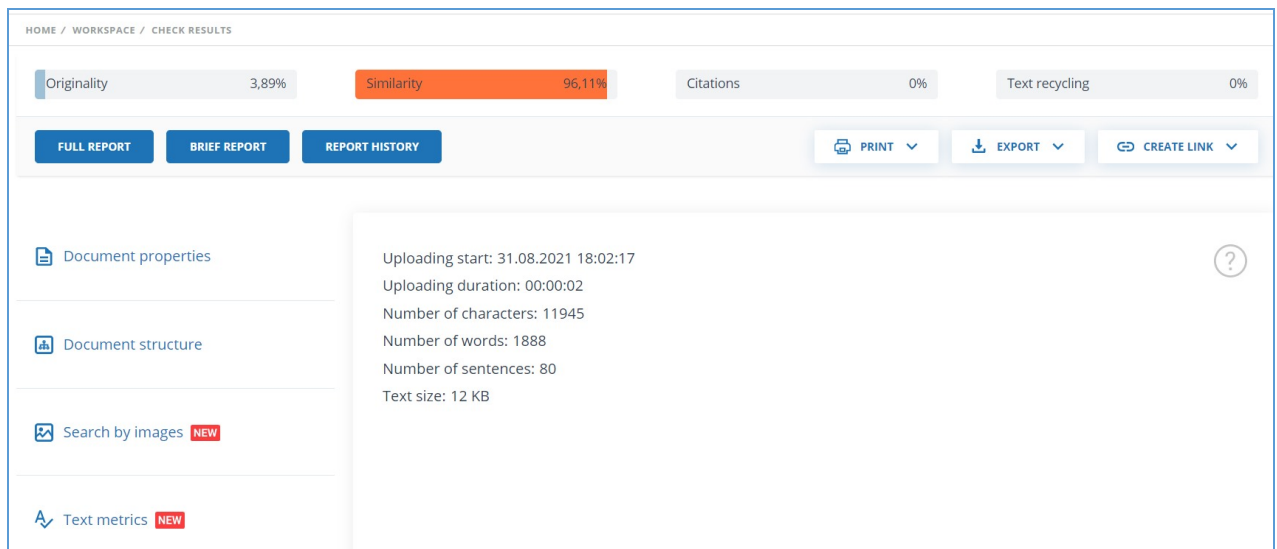 HOME / WORKSPACE / CHECK RESULTS
Originality 3,89% Similarity 96,11% Citations 0% Text recycling 0%
FULL REPORT BRIEF REPORT REPORT HISTORY PRINT EXPORT CREATE LINK
Document properties
Document structure
Search by images NEW
Text metrics NEW
Uploading start: 31.08.2021 18:02:17
Uploading duration: 00:00:02
Number of characters: 11945
Number of words: 1888
Number of sentences: 80
Text size: 12 KB
?